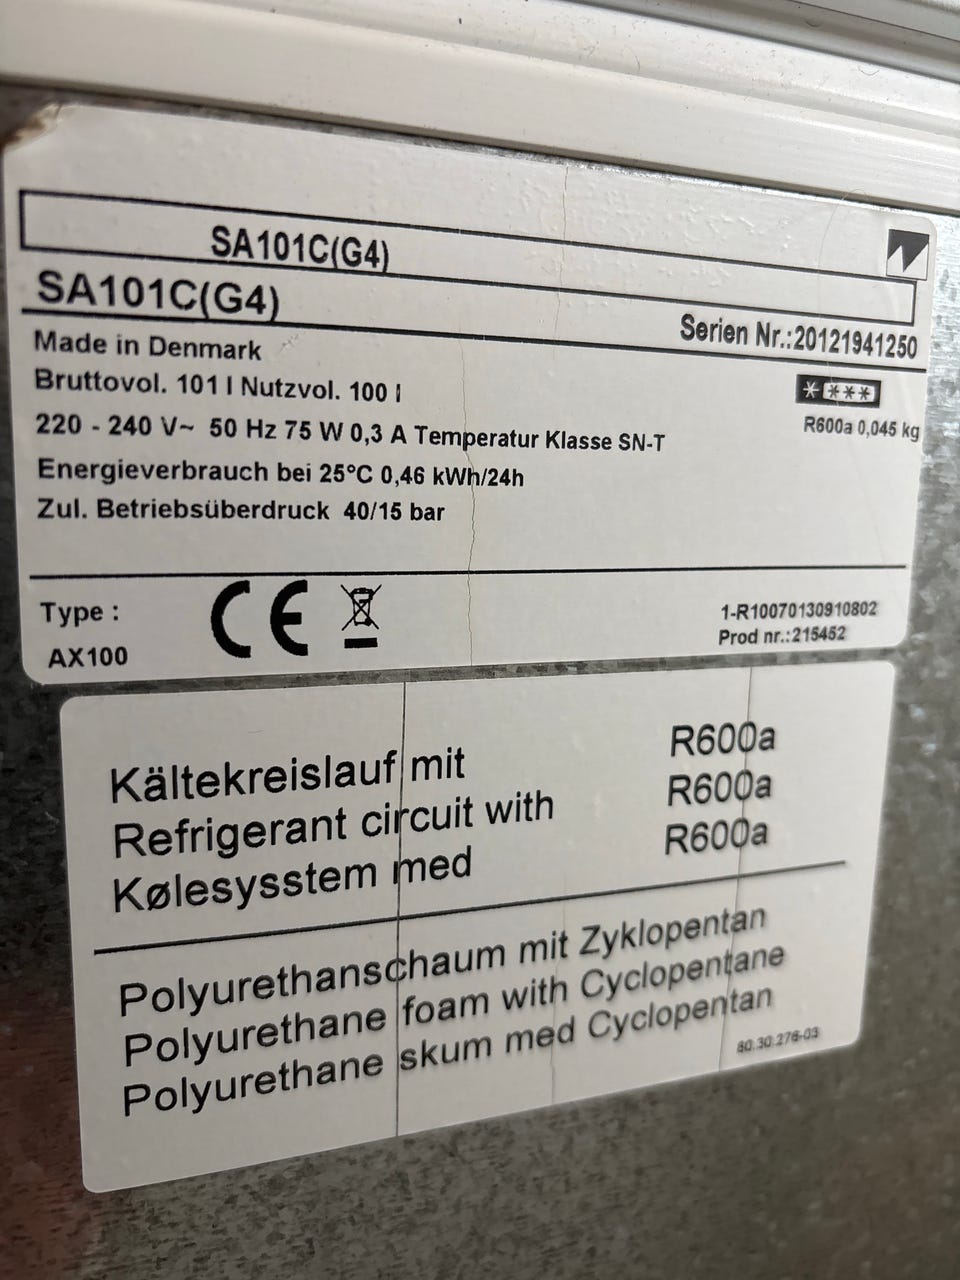 SA101C(G4)
SA101C(G4)
Serien Nr.:20121941250
Made in Denmark
Bruttovol. 101 l Nutzvol. 100 l
220 - 240 V~ 50 Hz 75 W 0,3 A Temperatur Klasse SN-T
R600a 0,045 kg
Energieverbrauch bei 25°C 0,46 kWh/24h
Zul. Betriebsüberdruck 40/15 bar
Type :
AX100
CE
1-R10070130910802
Prod nr.:215452
Kältekreislauf mit R600a
Refrigerant circuit with R600a
Kølesysstem med R600a
Polyurethanschaum mit Zyklopentan
Polyurethane foam with Cyclopentane
Polyurethane skum med Cyclopentan
80.30.276-03